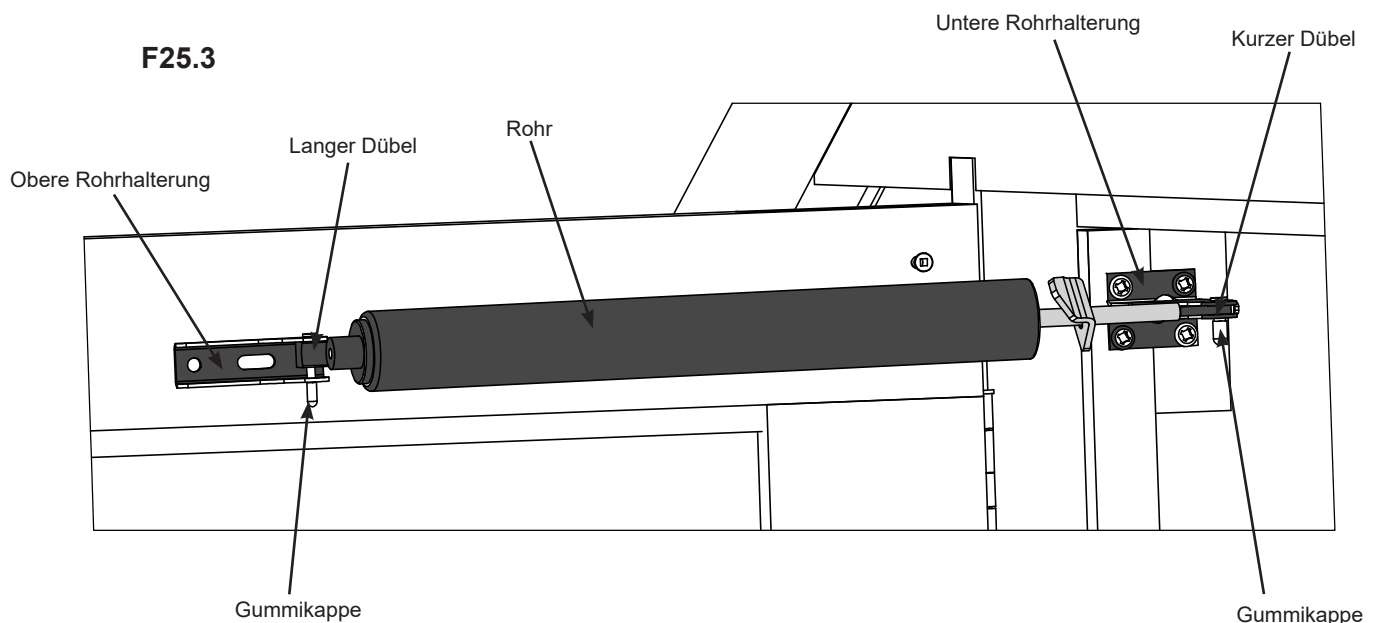 F25.3
Untere Rohrhalterung
Kurzer Dübel
Rohr
Langer Dübel
Obere Rohrhalterung
Gummikappe
Gummikappe